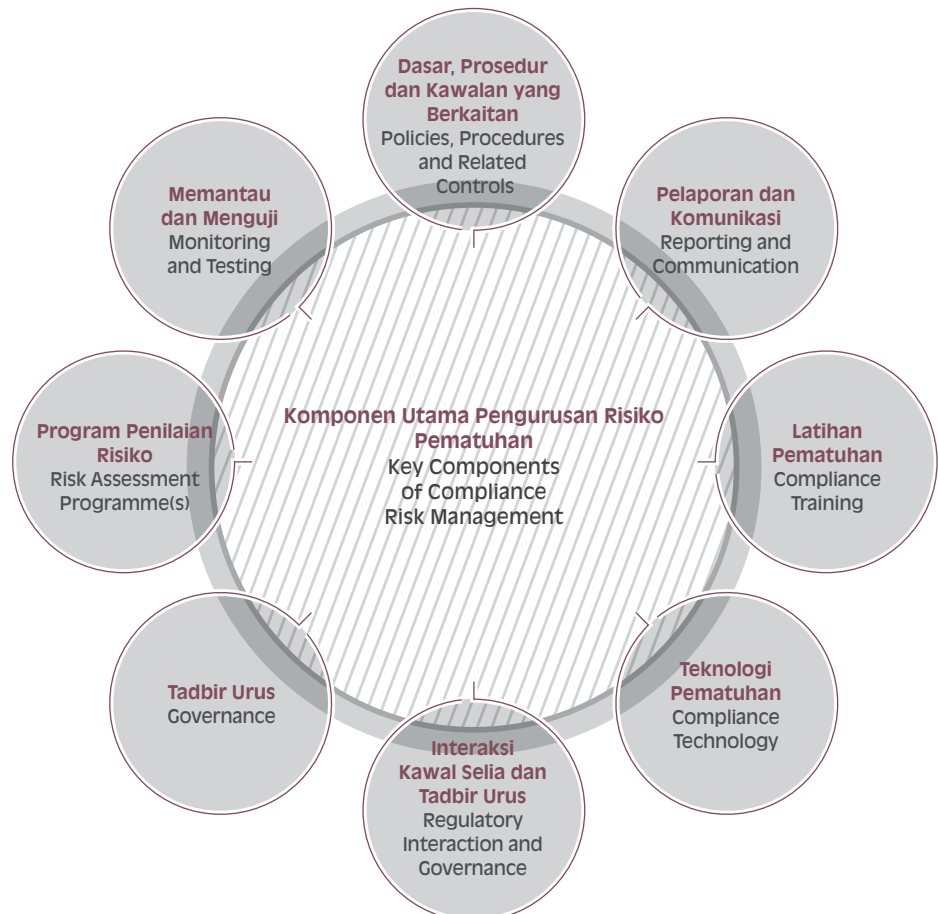 Dasar, Prosedur
dan Kawalan yang
Berkaitan
Policies, Procedures
and Related
Controls
Pelaporan dan
Komunikasi
Reporting and
Communication
Latihan
Pematuhan
Compliance
Training
Teknologi
Pematuhan
Compliance
Technology
Interaksi
Kawal Selia dan
Tadbir Urus
Regulatory
Interaction and
Governance
Tadbir Urus
Governance
Program Penilaian
Risiko
Risk Assessment
Programme(s)
Memantau
dan Menguji
Monitoring
and Testing
Komponen Utama Pengurusan Risiko
Pematuhan
Key Components
of Compliance
Risk Management